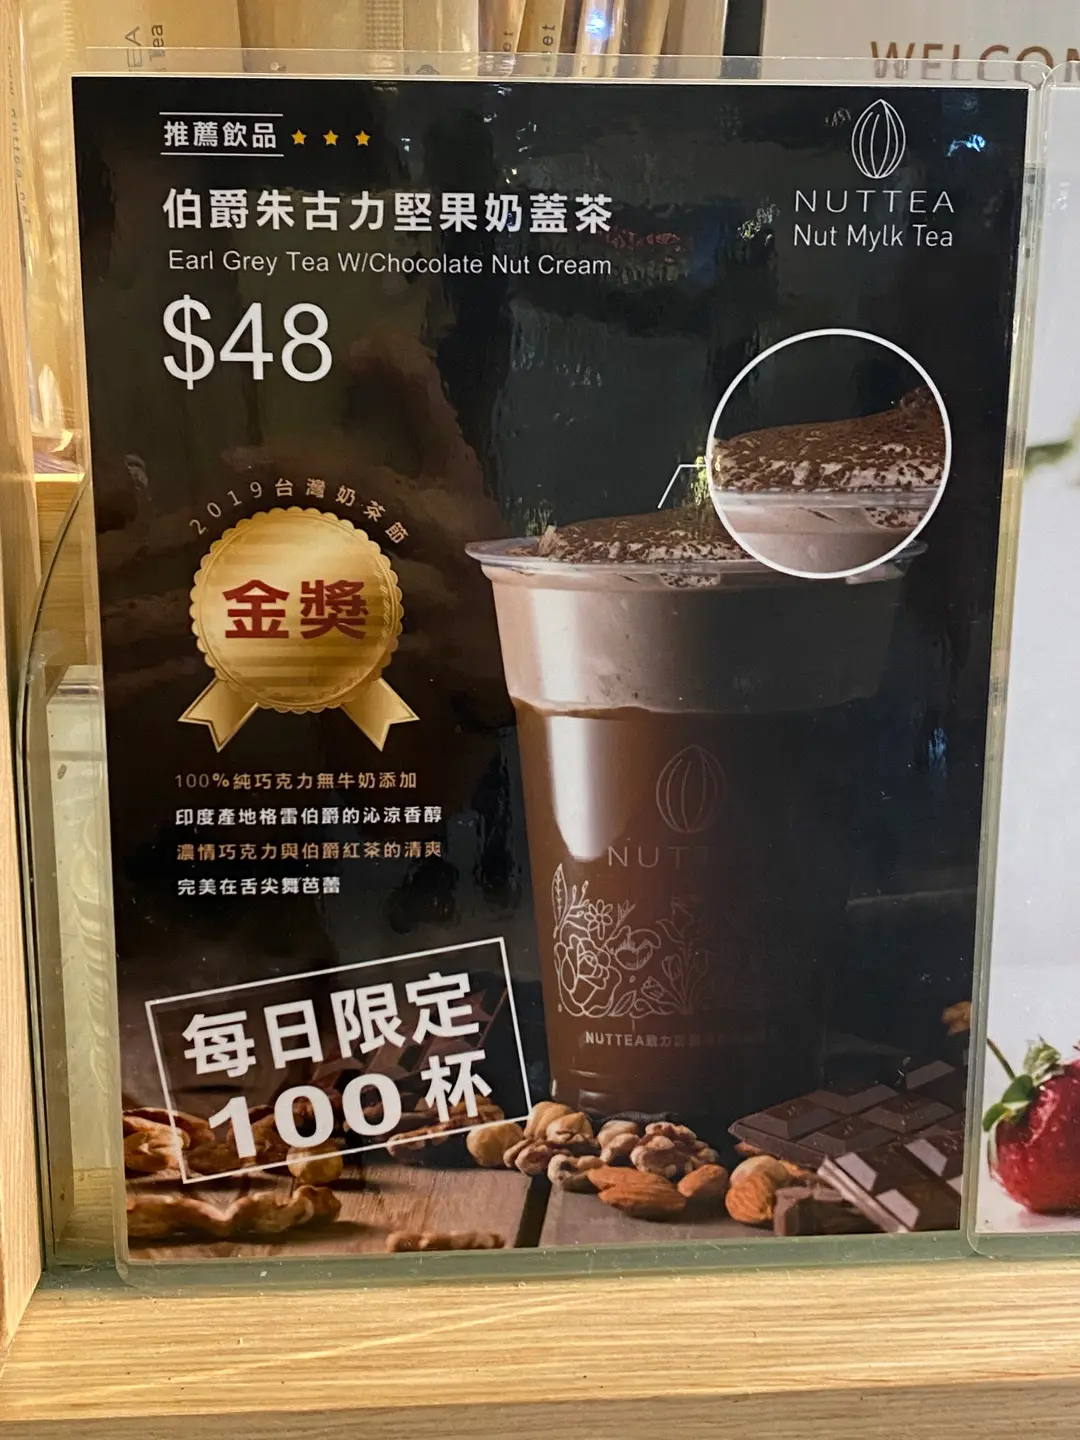 WELCOM
推薦飲品 ★ ★ ★
NUTTEA
Nut Mylk Tea
伯爵朱古力堅果奶蓋茶
Earl Grey Tea W/Chocolate Nut Cream
$48
2019台灣奶茶節
金獎
100%純巧克力無牛奶添加
印度產地格雷伯爵的沁涼香醇
濃情巧克力與伯爵紅茶的清爽
完美在舌尖舞芭蕾
每日限定
100杯
NUT
NUTTEA